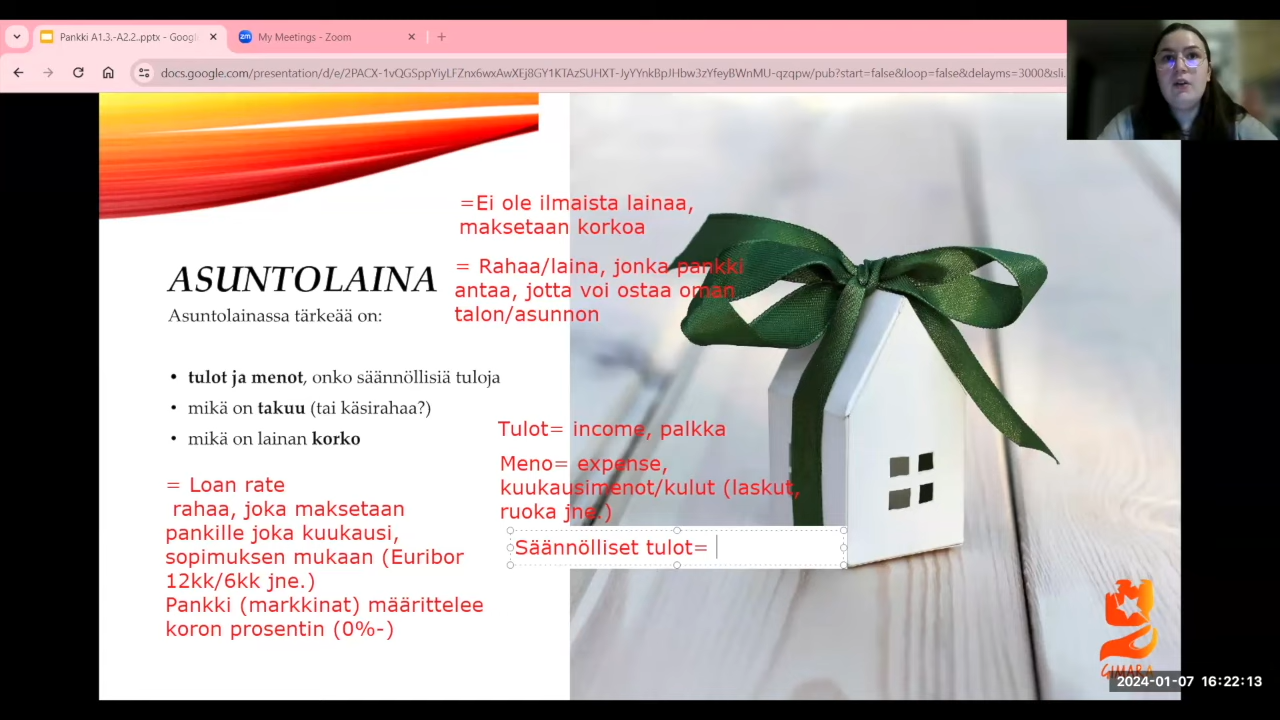 Pankki A1.3.-A2.2..pptx - Googl
My Meetings - Zoom
docs.google.com/presentation/d/e/2PACX-1vQGSppYiyLFZnx6wxAwXEj8GY1KTAzSUHXT-JyYYnkBpJHbw3zYfeyBWnMU-qzqpw/pub?start=false&loop=false&delayms=3000&sli
=Ei ole ilmaista lainaa,
maksetaan korkoa
= Rahaa/laina, jonka pankki
antaa, jotta voi ostaa oman
talon/asunnon
ASUNTOLAINA
Asuntolainassa tärkeää on:
• tulot ja menot, onko säännöllisiä tuloja
• mikä on takuu (tai käsirahaa?)
• mikä on lainan korko
Tulot= income, palkka
Meno= expense,
kuukausimenot/kulut (laskut,
ruoka jne.)
Säännölliset tulot=
= Loan rate
rahaa, joka maksetaan
pankille joka kuukausi,
sopimuksen mukaan (Euribor
12kk/6kk jne.)
Pankki (markkinat) määrittelee
koron prosentin (0%-)
GIMARA
2024-01-07 16:22:13